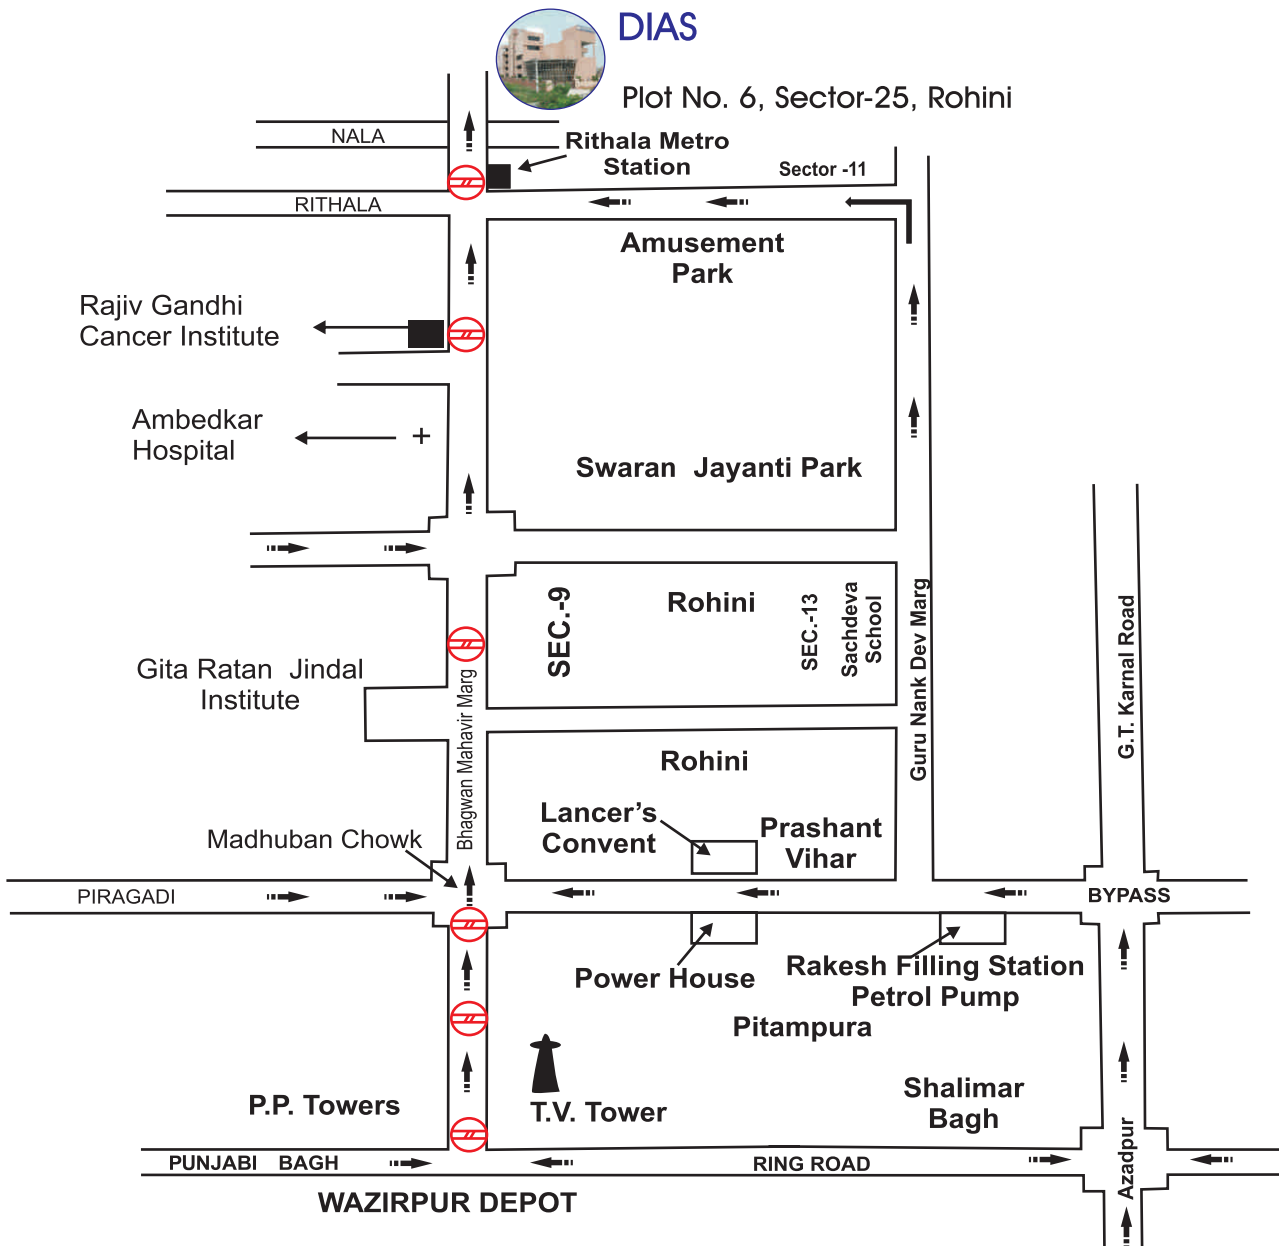 DIAS
Plot No. 6, Sector-25, Rohini
NALA
Rithala Metro
Station
Sector -11
RITHALA
Amusement
Park
Rajiv Gandhi
Cancer Institute
Ambedkar
Hospital
Swaran Jayanti Park
SEC.-9
Rohini
SEC.-13
Sachdeva
School
Guru Nank Dev Marg
G.T. Karnal Road
Gita Ratan Jindal
Institute
Bhagwan Mahavir Marg
Rohini
Lancer's
Convent
Prashant
Vihar
Madhuban Chowk
PIRAGADI
BYPASS
Power House
Rakesh Filling Station
Petrol Pump
Pitampura
Shalimar
Bagh
P.P. Towers
T.V. Tower
Azadpur
PUNJABI BAGH
RING ROAD
WAZIRPUR DEPOT